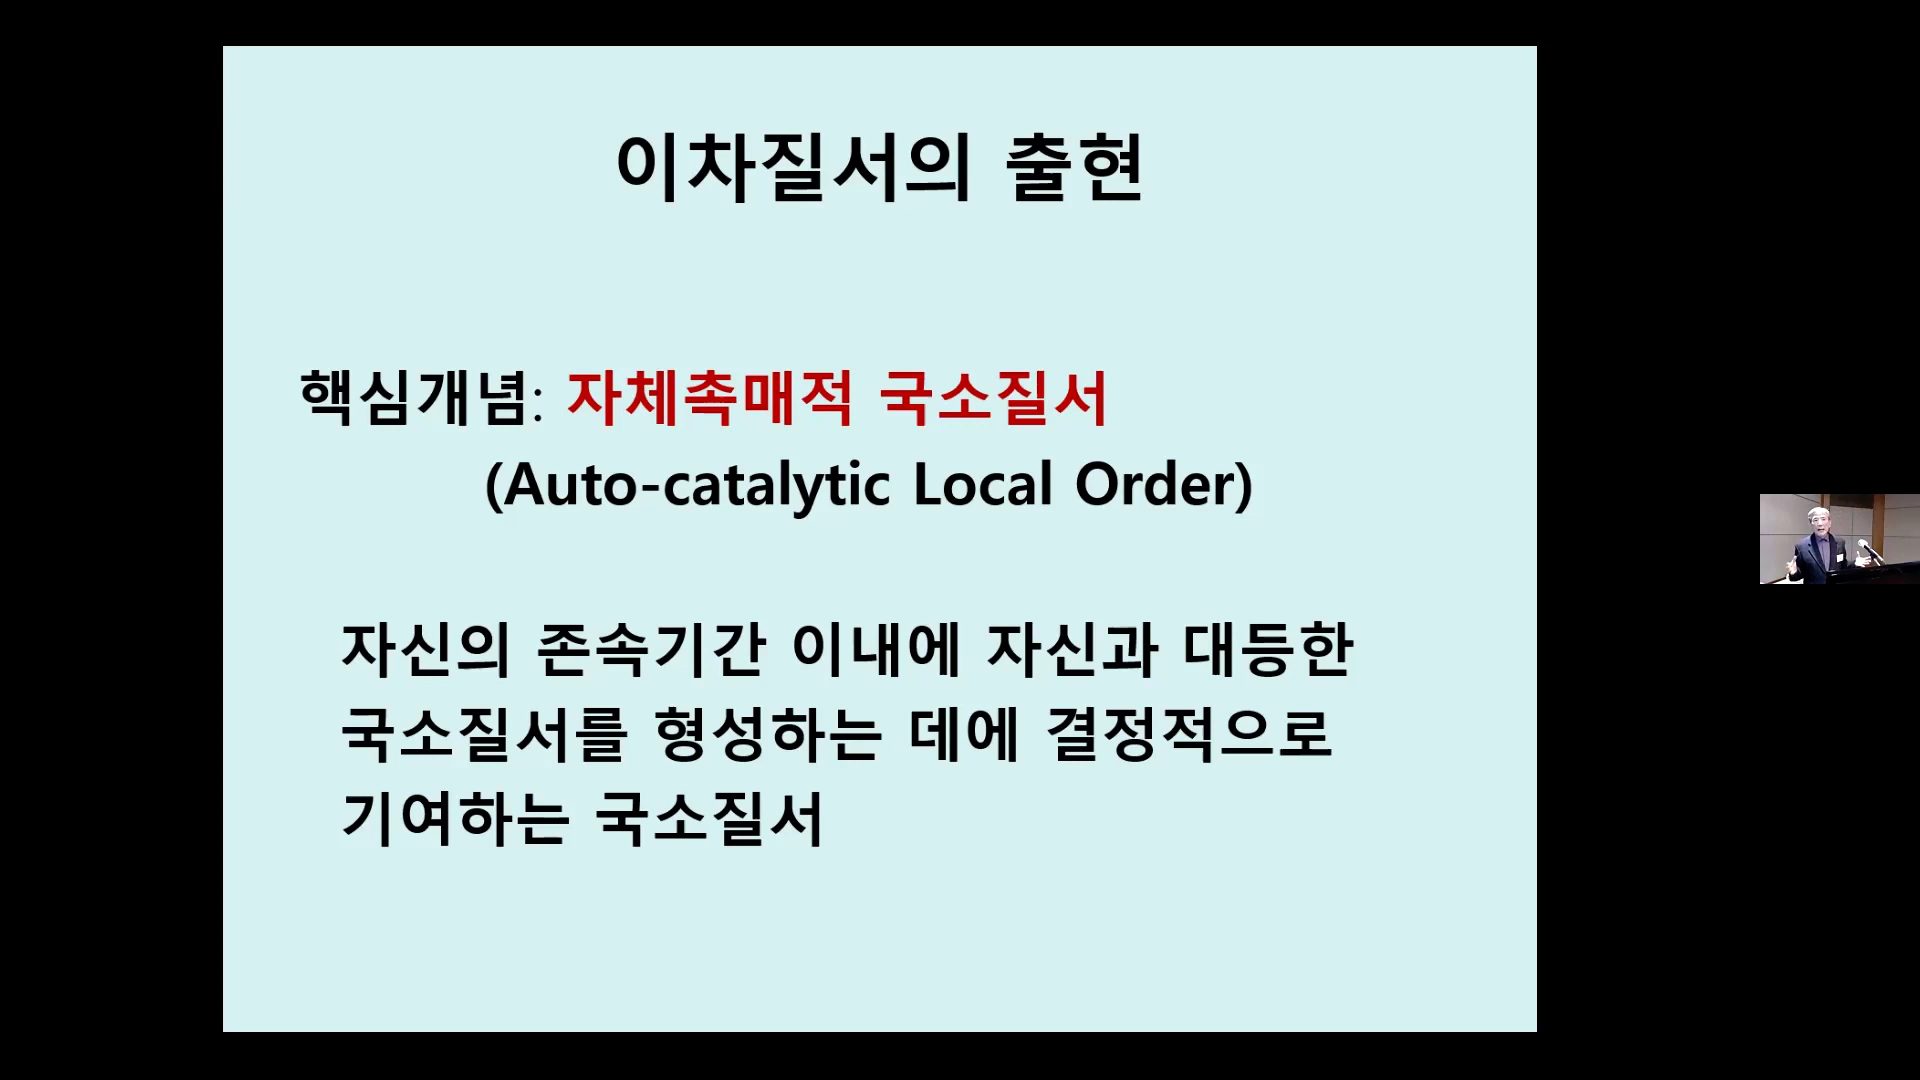 이차질서의 출현
핵심개념: 자체촉매적 국소질서
(Auto-catalytic Local Order)
자신의 존속기간 이내에 자신과 대등한
국소질서를 형성하는 데에 결정적으로
기여하는 국소질서